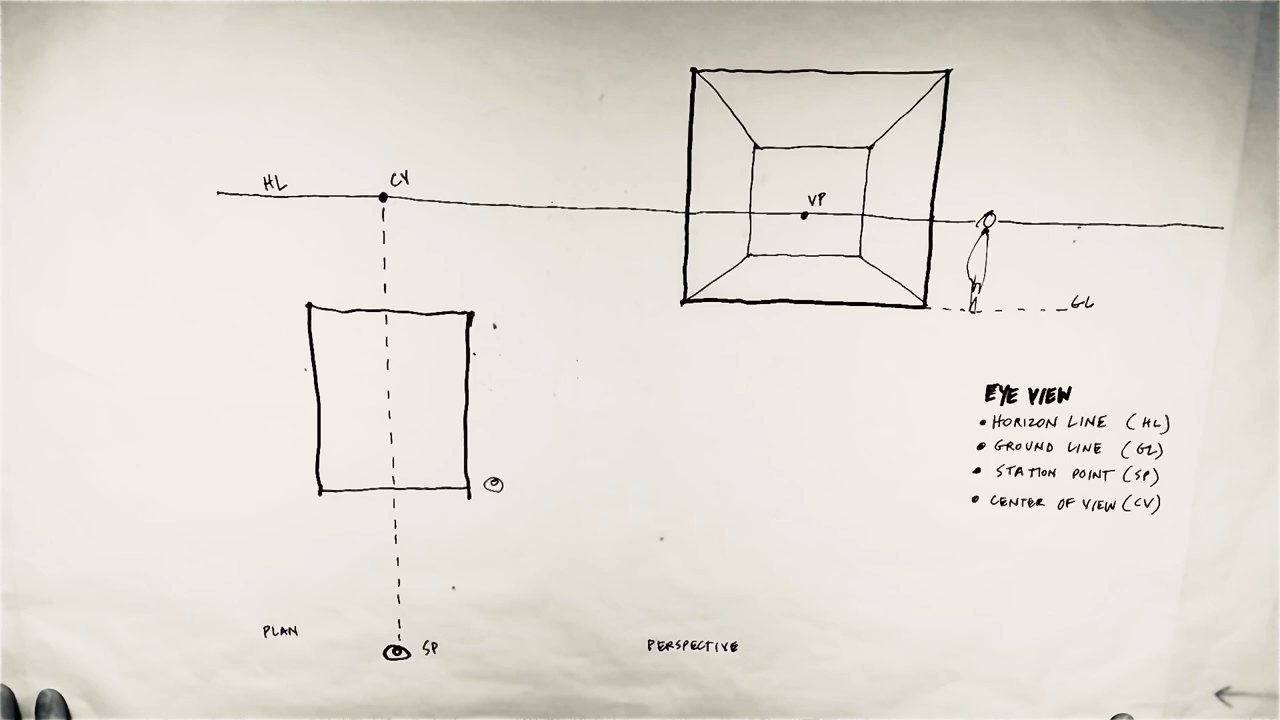 HL
CV
VP
GL
EYE VIEW
• HORIZON LINE (HL)
• GROUND LINE (GL)
• STATION POINT (SP)
• CENTER OF VIEW (CV)
PLAN
SP
PERSPECTIVE